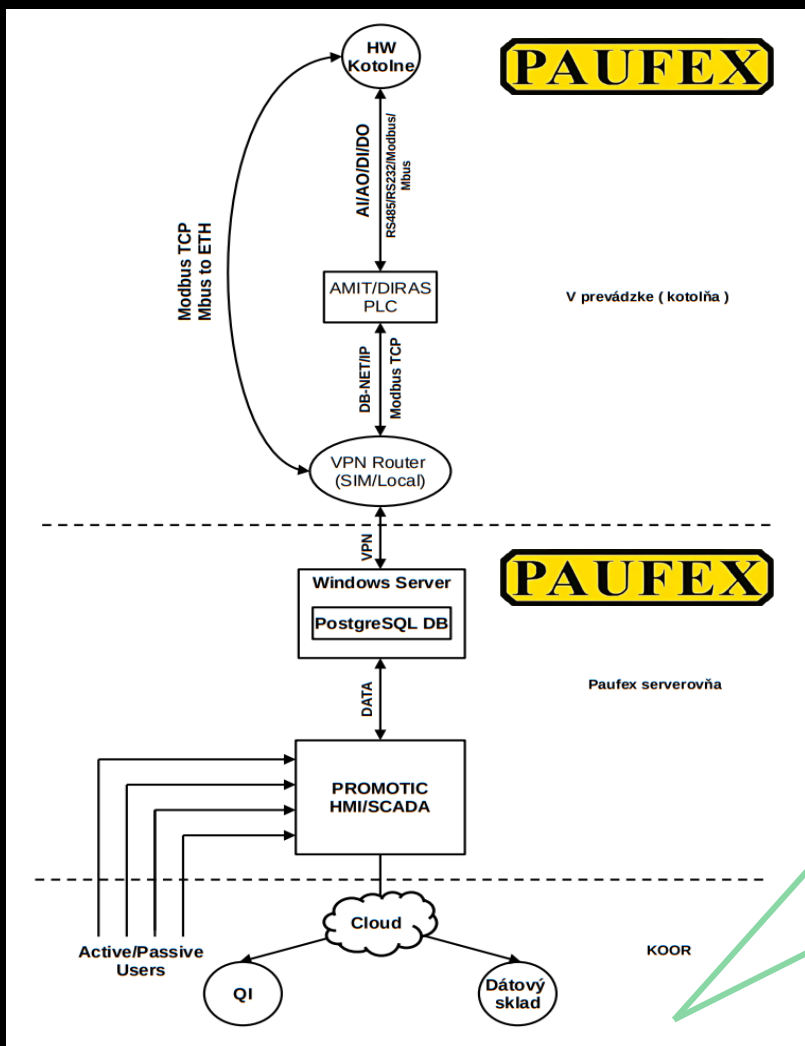 HW
Kotolne
PAUFEX
AI/AO/DI/DO
RS485/RS232/Modbus/
Mbus
Modbus TCP
Mbus to ETH
AMIT/DIRAS
PLC
V prevádzke ( kotolňa )
DB-NET/IP
Modbus TCP
VPN Router
(SIM/Local)
VPN
Windows Server
PostgreSQL DB
PAUFEX
Paufex serverovňa
DATA
PROMOTIC
HMI/SCADA
Cloud
Active/Passive
Users
KOOR
QI
Dátový
sklad